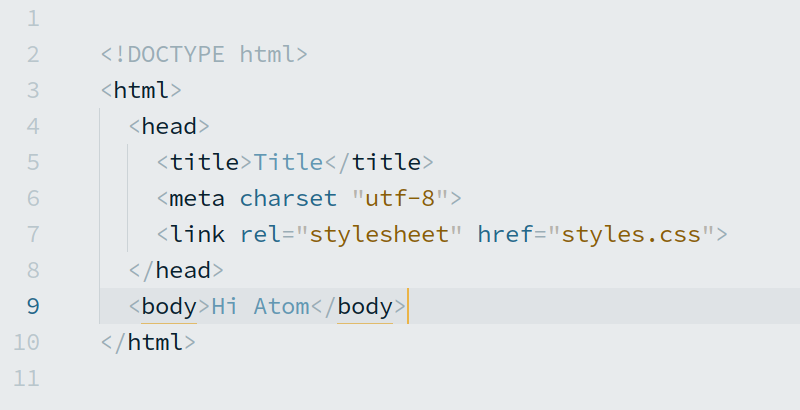 1
2 <!DOCTYPE html>
3 <html>
4 <head>
5 <title>Title</title>
6 <meta charset "utf-8">
7 <link rel="stylesheet" href="styles.css">
8 </head>
9 <body>Hi Atom</body>
10 </html>
11